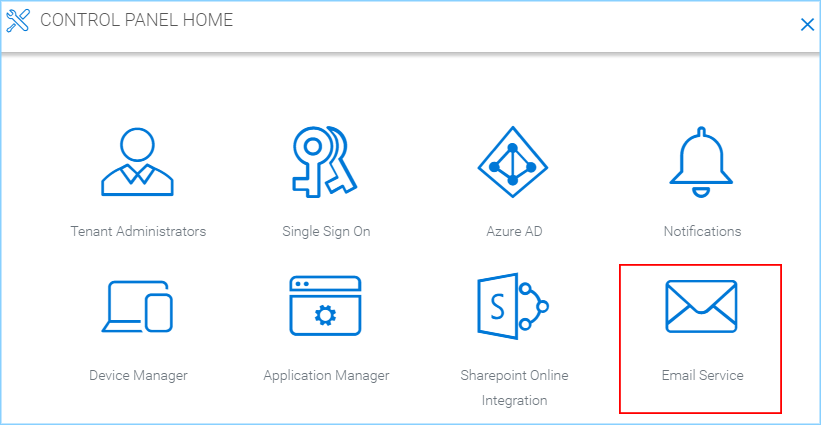 CONTROL PANEL HOME
Tenant Administrators
Single Sign On
Azure AD
Notifications
Device Manager
Application Manager
S
Sharepoint Online
Integration
Email Service